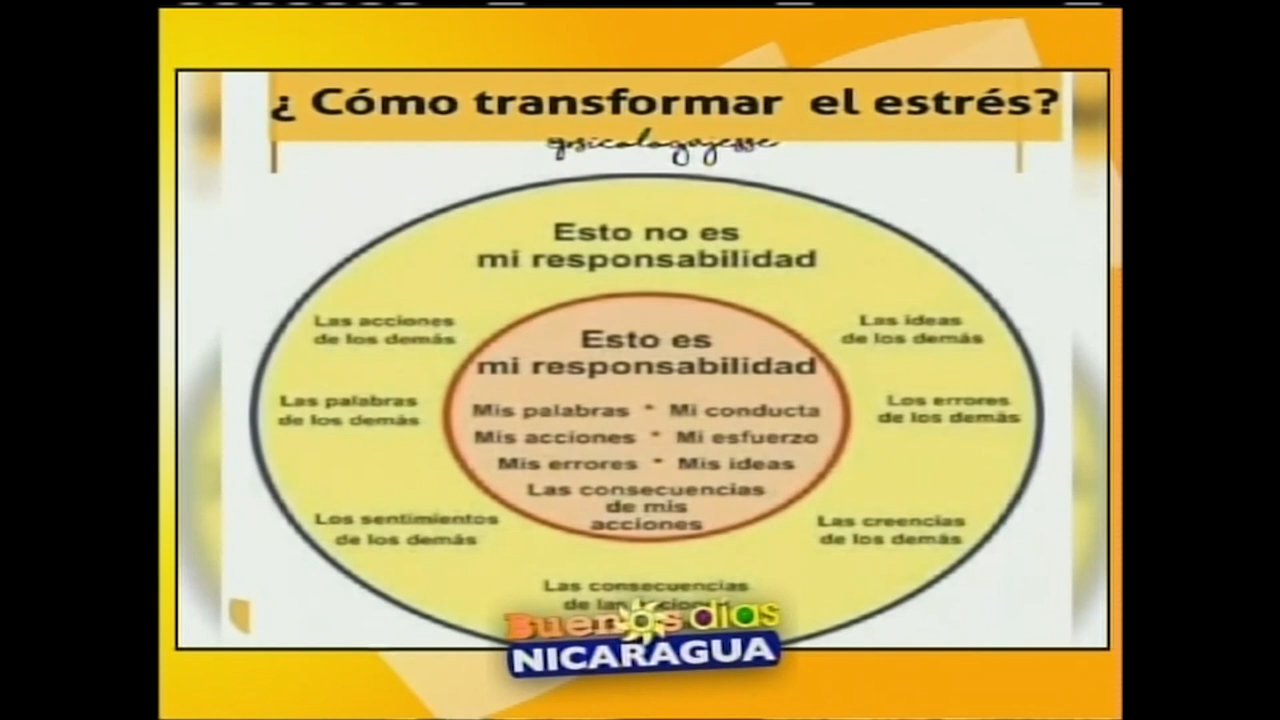 ¿ Cómo transformar el estrés?
psicologajesse
Esto no es
mi responsabilidad
Las acciones
de los demás
Las ideas
de los demás
Las palabras
de los demás
Los errores
de los demás
Esto es
mi responsabilidad
Mis palabras * Mi conducta
Mis acciones * Mi esfuerzo
Mis errores * Mis ideas
Las consecuencias
de mis
acciones
Los sentimientos
de los demás
Las creencias
de los demás
Las consecuencias
de las
Buenos días
NICARAGUA